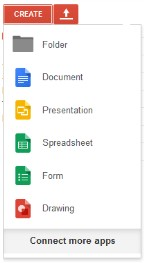 CREATE
Folder
Document
Presentation
Spreadsheet
Form
Drawing
Connect more apps